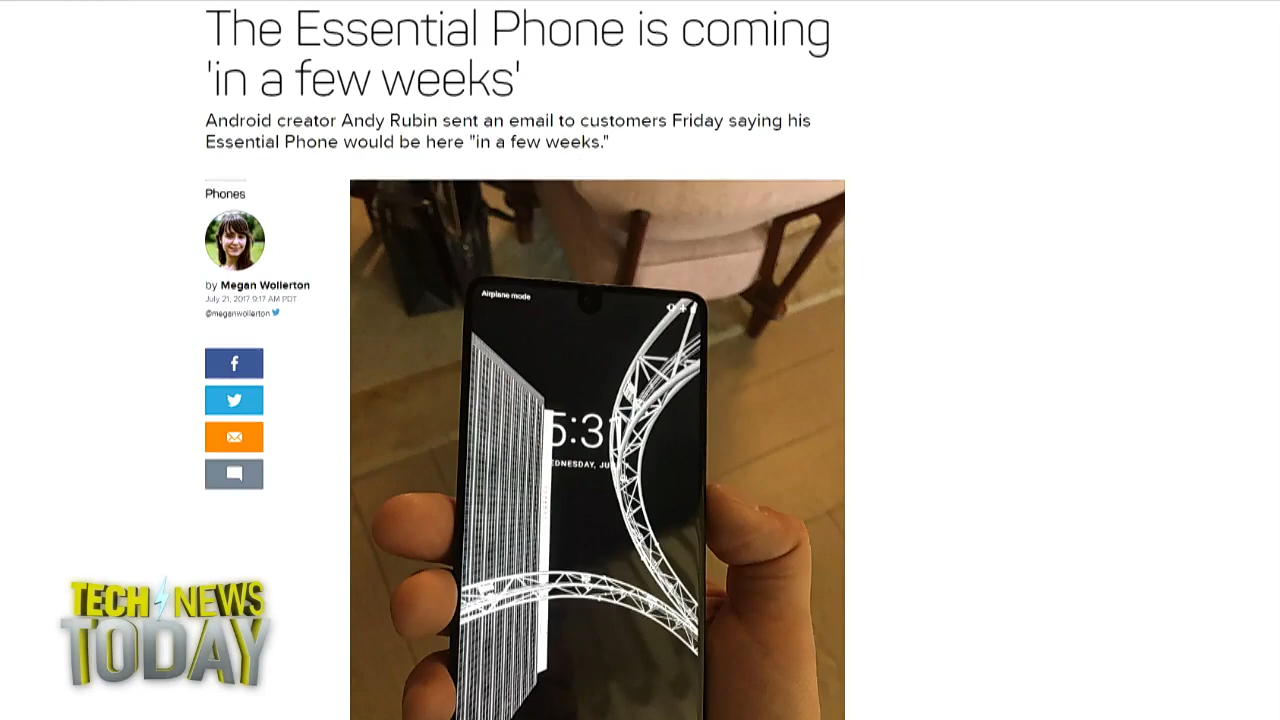 The Essential Phone is coming
'in a few weeks'
Android creator Andy Rubin sent an email to customers Friday saying his
Essential Phone would be here "in a few weeks."
Phones
by Megan Wollerton
July 21, 2017 9:17 AM PDT
@meganwollerton
f
Airplane mode
5:31
EDNESDAY, JU
TECH NEWS
TODAY